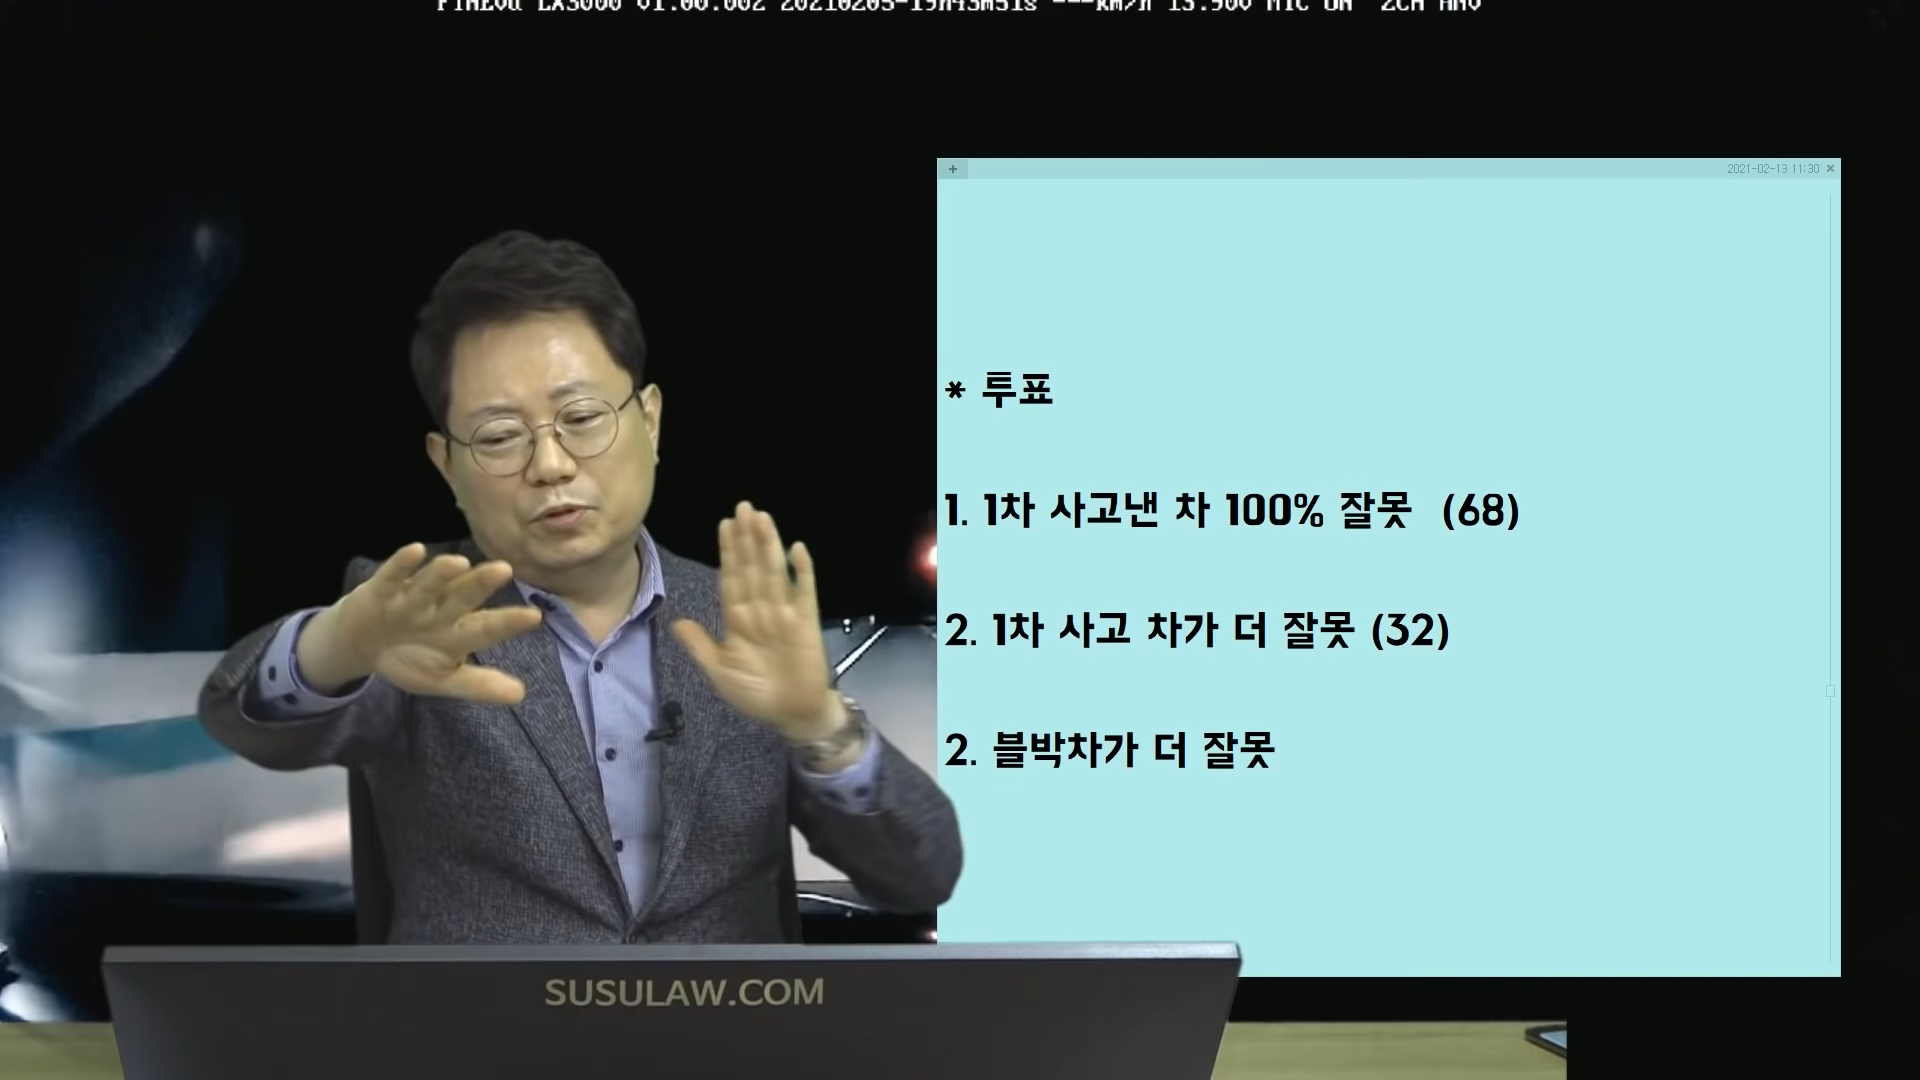 2021-02-13 11:30
* 투표
1. 1차 사고낸 차 100% 잘못 (68)
2. 1차 사고 차가 더 잘못 (32)
2. 블박차가 더 잘못
SUSULAW.COM